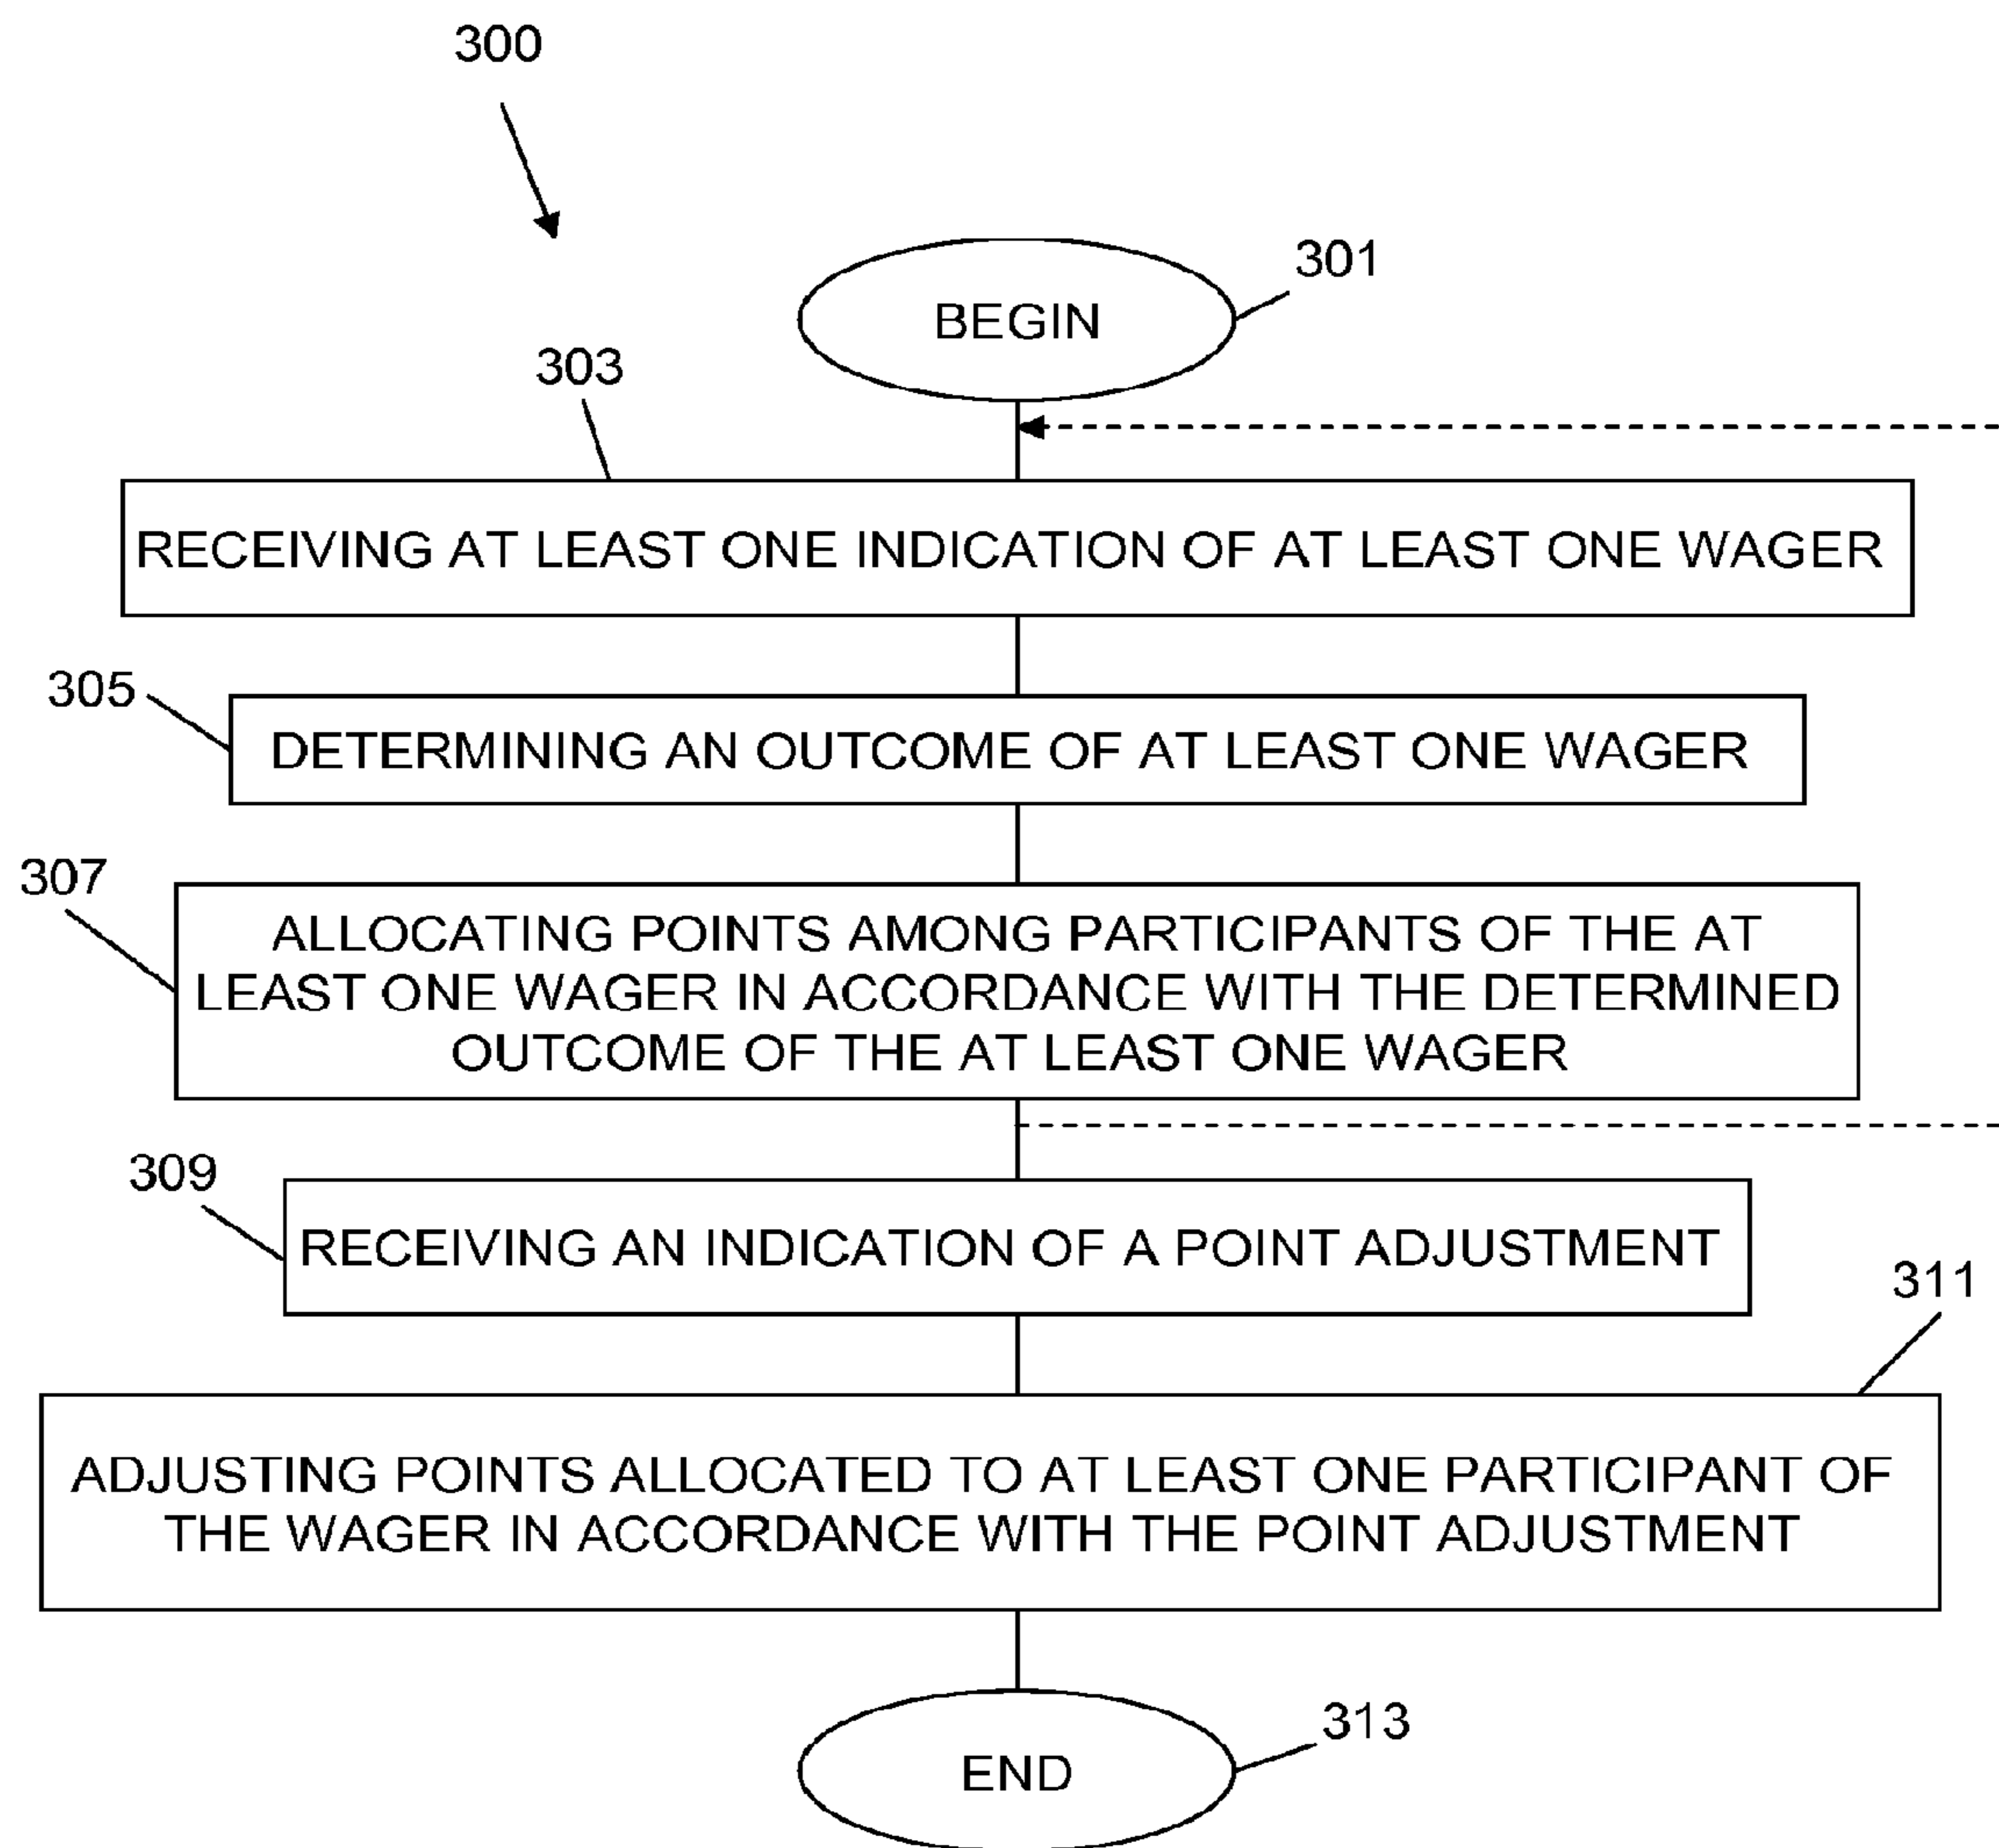 300
301
BEGIN
303
RECEIVING AT LEAST ONE INDICATION OF AT LEAST ONE WAGER
305
DETERMINING AN OUTCOME OF AT LEAST ONE WAGER
307
ALLOCATING POINTS AMONG PARTICIPANTS OF THE AT
LEAST ONE WAGER IN ACCORDANCE WITH THE DETERMINED
OUTCOME OF THE AT LEAST ONE WAGER
309
RECEIVING AN INDICATION OF A POINT ADJUSTMENT
311
ADJUSTING POINTS ALLOCATED TO AT LEAST ONE PARTICIPANT OF
THE WAGER IN ACCORDANCE WITH THE POINT ADJUSTMENT
313
END